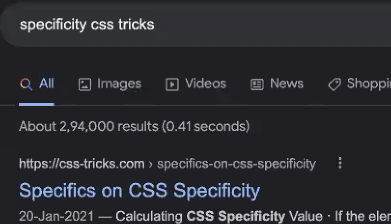 specificity css tricks
All Images Videos News Shoppi
About 2,94,000 results (0.41 seconds)
https://css-tricks.com › specifics-on-css-specificity
Specifics on CSS Specificity
20-Jan-2021 — Calculating CSS Specificity Value · If the elem